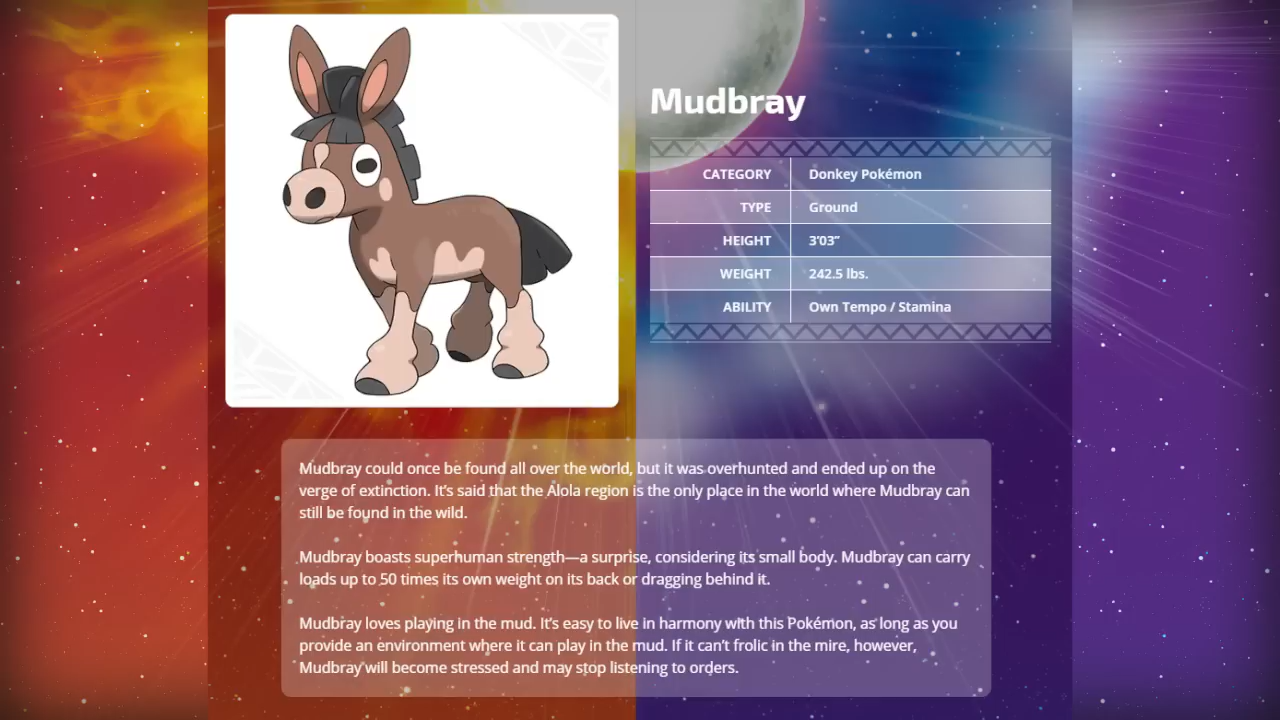 Mudbray
CATEGORY Donkey Pokémon
TYPE Ground
HEIGHT 3'03"
WEIGHT 242.5 lbs.
ABILITY Own Tempo / Stamina
Mudbray could once be found all over the world, but it was overhunted and ended up on the
verge of extinction. It’s said that the Alola region is the only place in the world where Mudbray can
still be found in the wild.
Mudbray boasts superhuman strength—a surprise, considering its small body. Mudbray can carry
loads up to 50 times its own weight on its back or dragging behind it.
Mudbray loves playing in the mud. It’s easy to live in harmony with this Pokémon, as long as you
provide an environment where it can play in the mud. If it can’t frolic in the mire, however,
Mudbray will become stressed and may stop listening to orders.